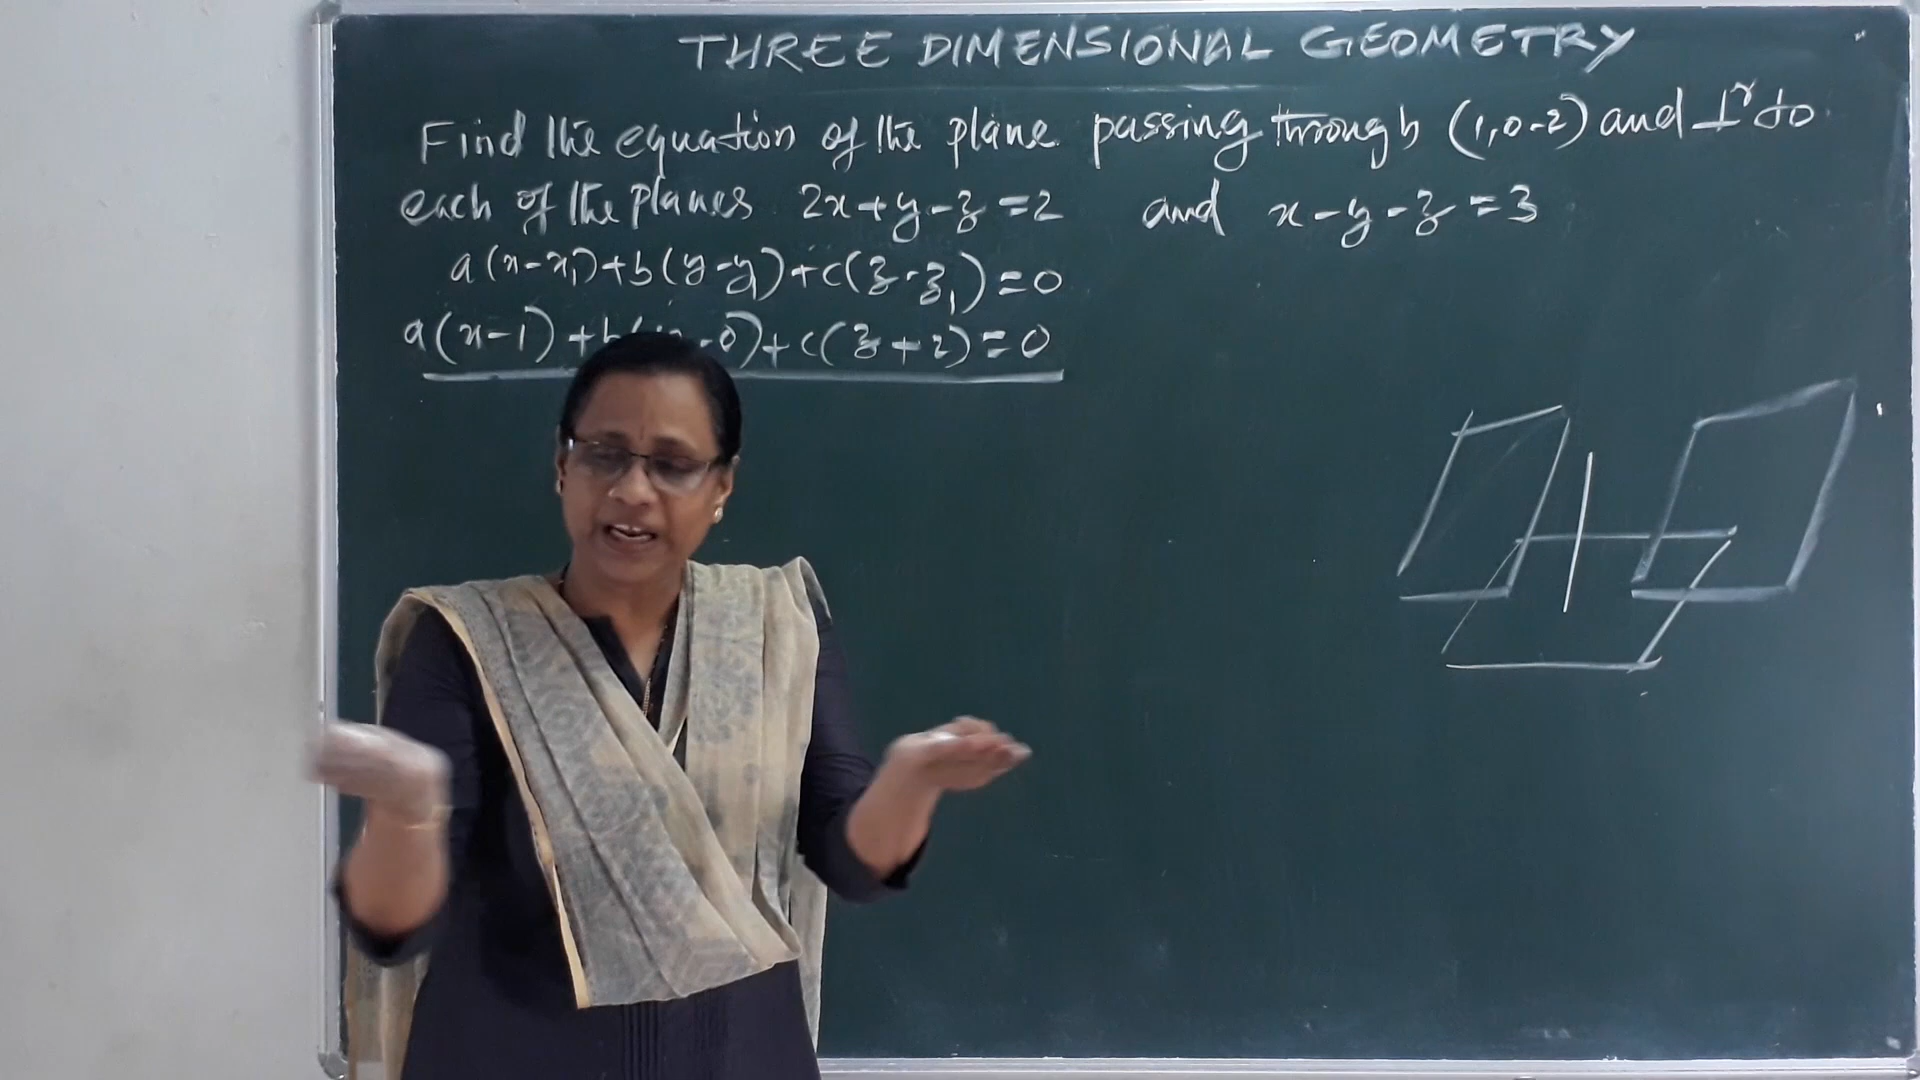 THREE DIMENSIONAL GEOMETRY
Find the equation of the plane passing through (1,0-2) and ⊥r to
each of the planes 2x+y-z=2 and x-y-z=3
a(x-x₁)+b(y-y₁)+c(z-z₁)=0
a(x-1)+b( -0)+c(z+2)=0